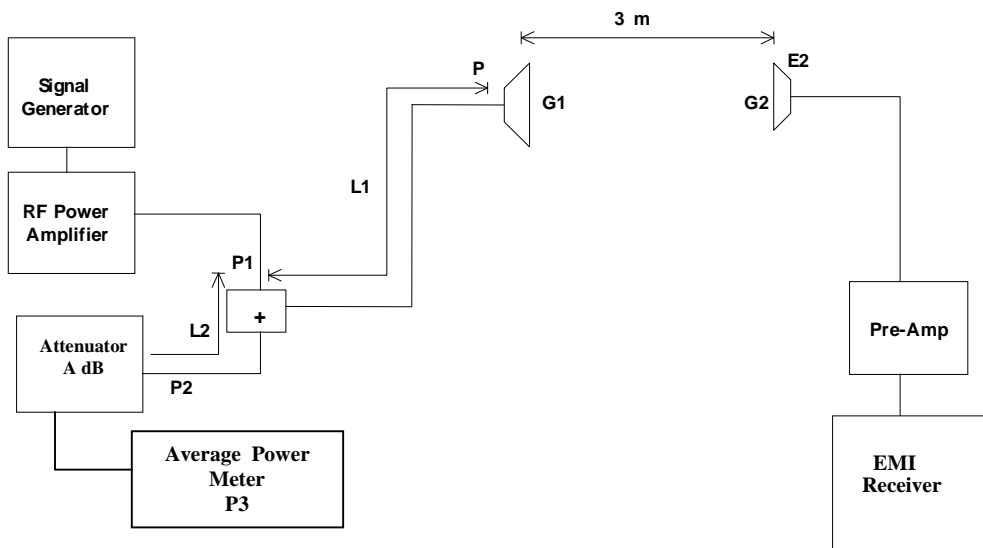 3 m
Signal
Generator
P
G1
E2
G2
L1
RF Power
Amplifier
P1
+
L2
Attenuator
A dB
P2
Pre-Amp
Average Power
Meter
P3
EMI
Receiver